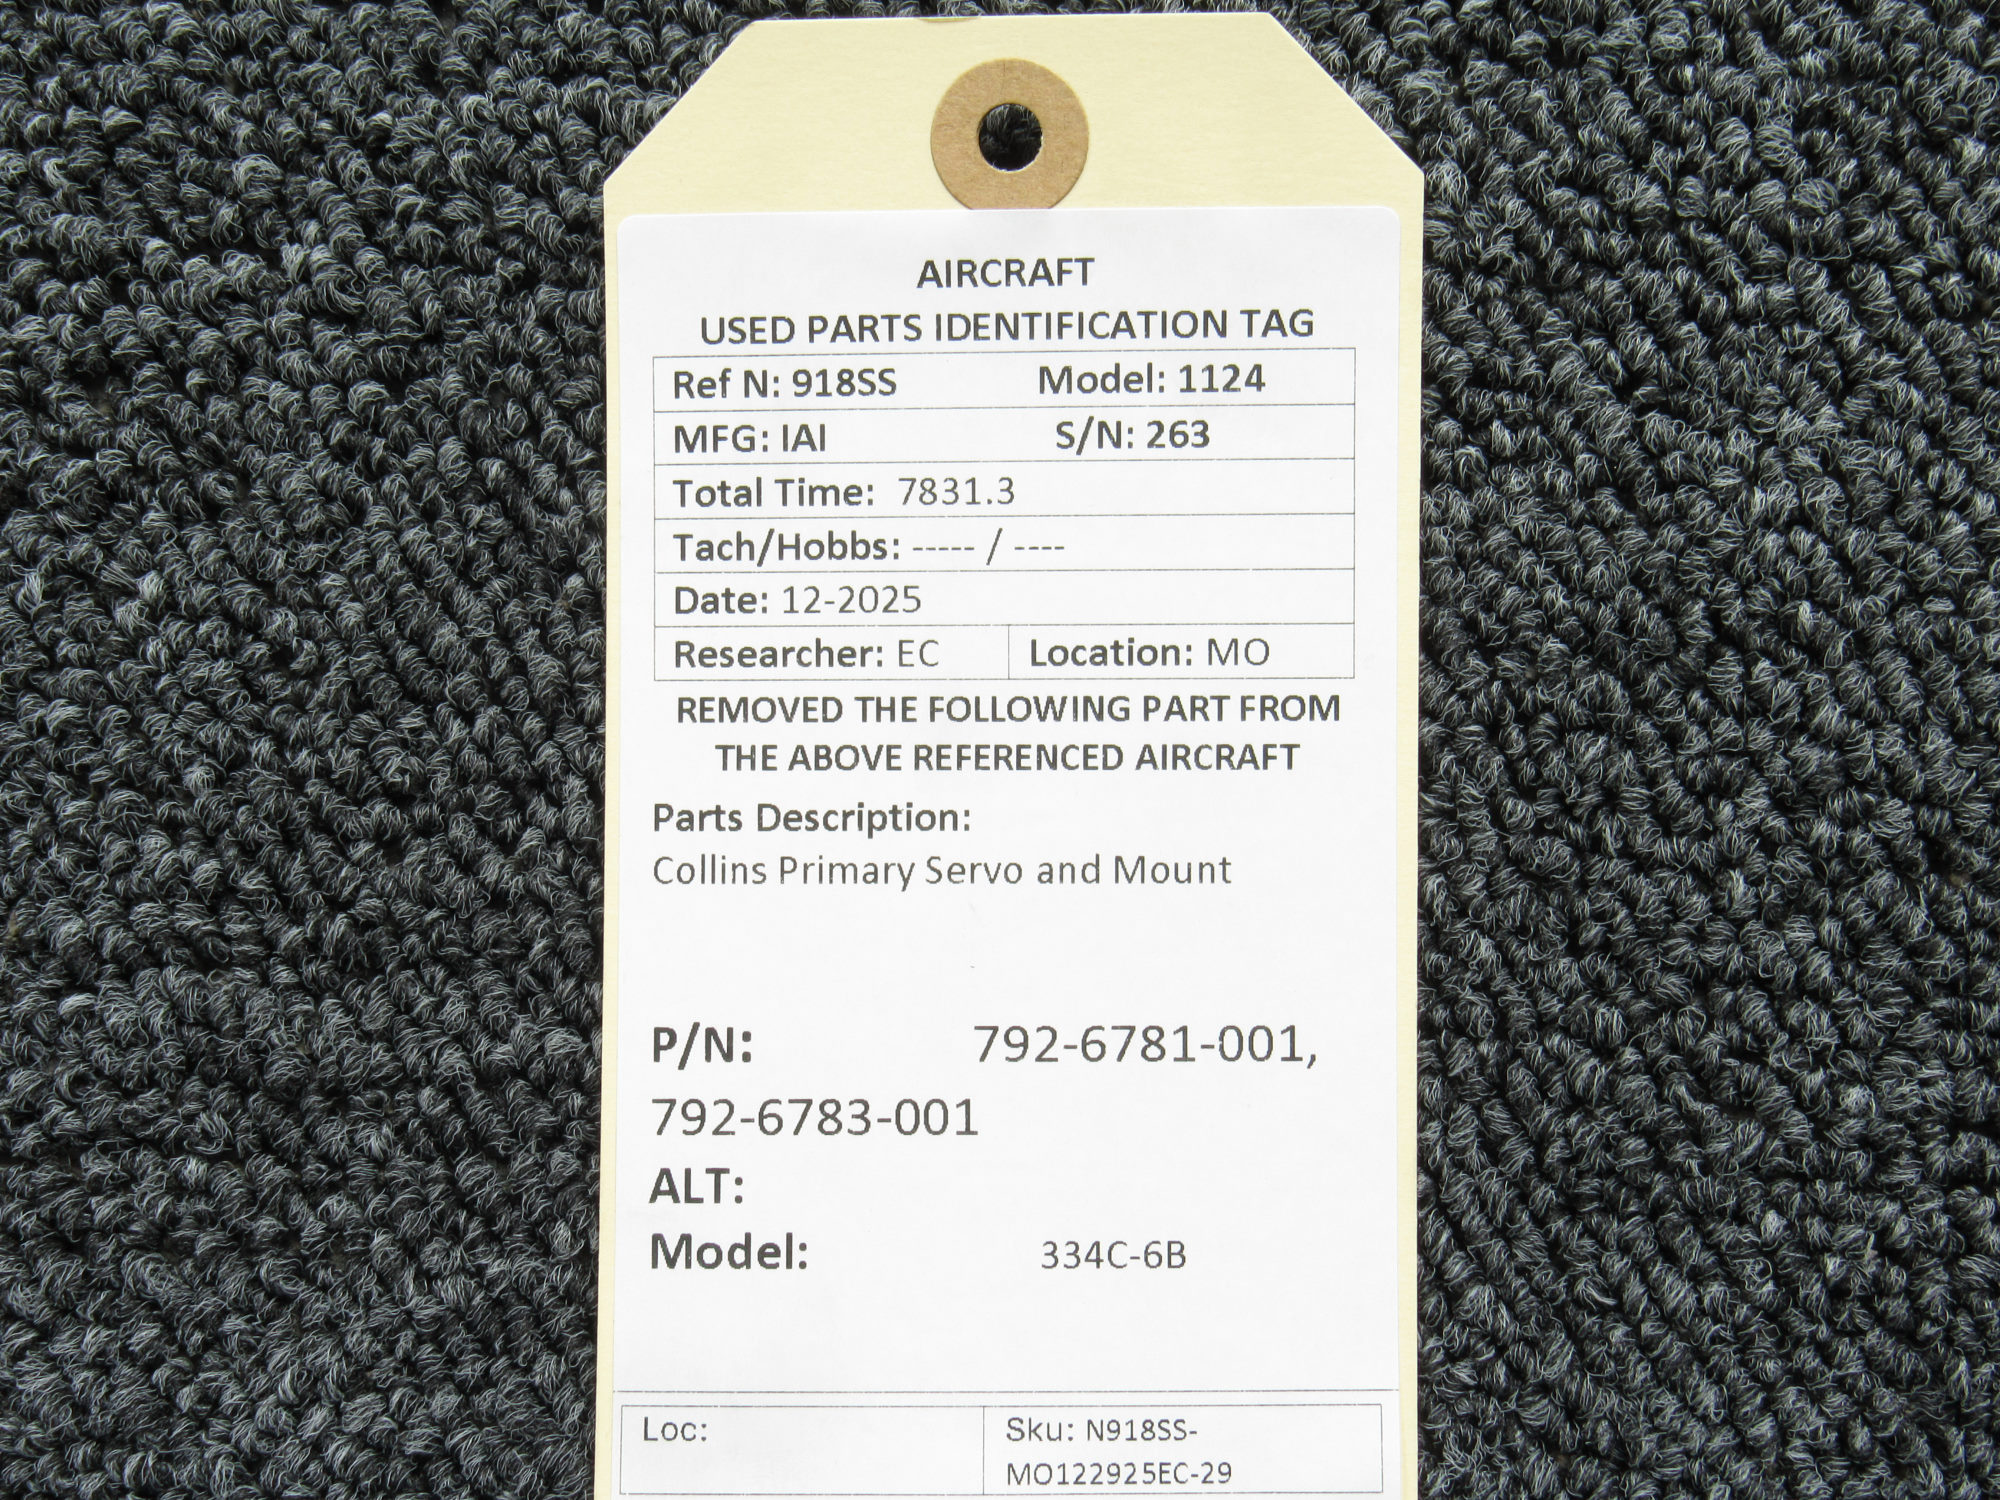 AIRCRAFT
USED PARTS IDENTIFICATION TAG
Ref N: 918SS Model: 1124
MFG: IAI S/N: 263
Total Time: 7831.3
Tach/Hobbs: ----- / ----
Date: 12-2025
Researcher: EC Location: MO
REMOVED THE FOLLOWING PART FROM
THE ABOVE REFERENCED AIRCRAFT
Parts Description:
Collins Primary Servo and Mount
P/N: 792-6781-001,
792-6783-001
ALT:
Model: 334C-6B
Loc: Sku: N918SS-
MO122925EC-29